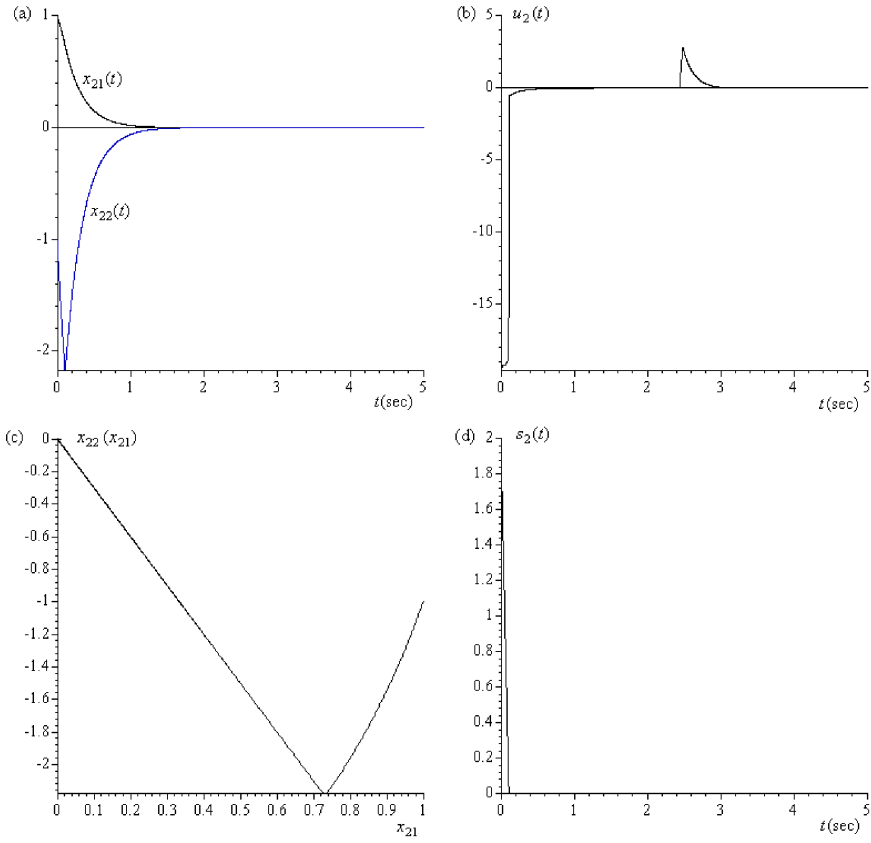 (a)
1
0
-1
-2
x21(t)
x22(t)
0 1 2 3 4 5
t(sec)
(b)
u2(t)
5
0
-5
-10
-15
0 1 2 3 4 5
t(sec)
(c)
x22(x21)
0
-0.2
-0.4
-0.6
-0.8
-1
-1.2
-1.4
-1.6
-1.8
-2
0 0.1 0.2 0.3 0.4 0.5 0.6 0.7 0.8 0.9 1
x21
(d)
s2(t)
2
1.8
1.6
1.4
1.2
1
0.8
0.6
0.4
0.2
0
0 1 2 3 4 5
t(sec)